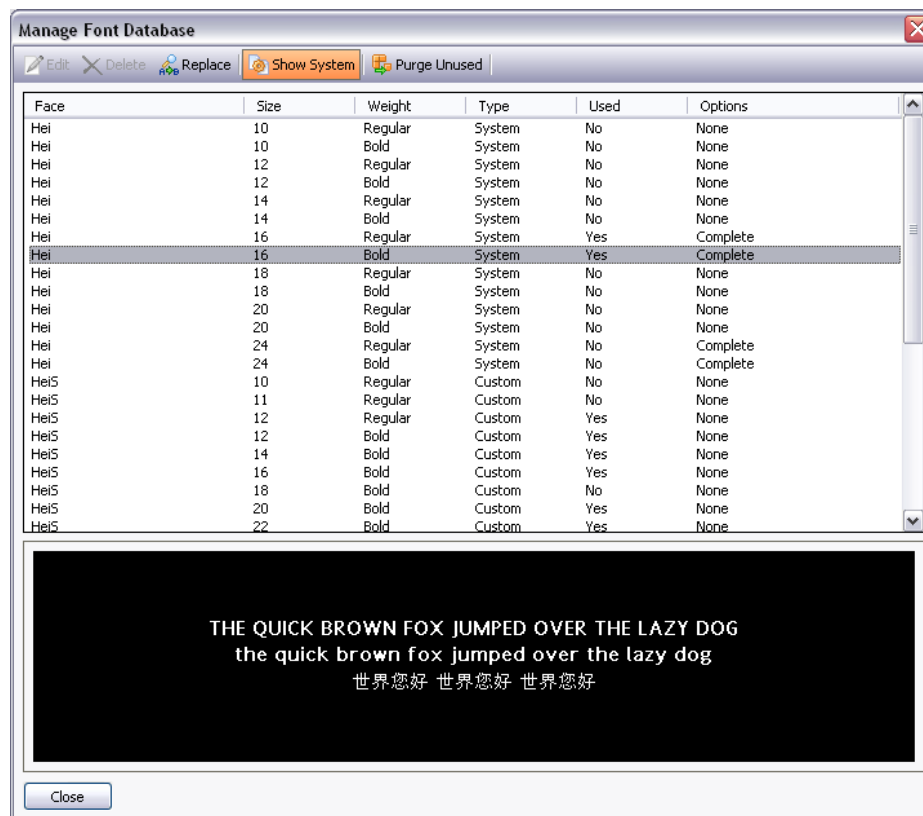 Manage Font Database
Edit Delete Replace Show System Purge Unused
Face Size Weight Type Used Options
Hei 10 Regular System No None
Hei 10 Bold System No None
Hei 12 Regular System No None
Hei 12 Bold System No None
Hei 14 Regular System No None
Hei 14 Bold System No None
Hei 16 Regular System Yes Complete
Hei 16 Bold System Yes Complete
Hei 18 Regular System No None
Hei 18 Bold System No None
Hei 20 Regular System No None
Hei 20 Bold System No None
Hei 24 Regular System No Complete
Hei 24 Bold System No Complete
HeiS 10 Regular Custom No None
HeiS 11 Regular Custom No None
HeiS 12 Regular Custom Yes None
HeiS 12 Bold Custom Yes None
HeiS 14 Bold Custom Yes None
HeiS 16 Bold Custom Yes None
HeiS 18 Bold Custom No None
HeiS 20 Bold Custom Yes None
HeiS 22 Bold Custom Yes None
THE QUICK BROWN FOX JUMPED OVER THE LAZY DOG
the quick brown fox jumped over the lazy dog
世界您好 世界您好 世界您好
Close